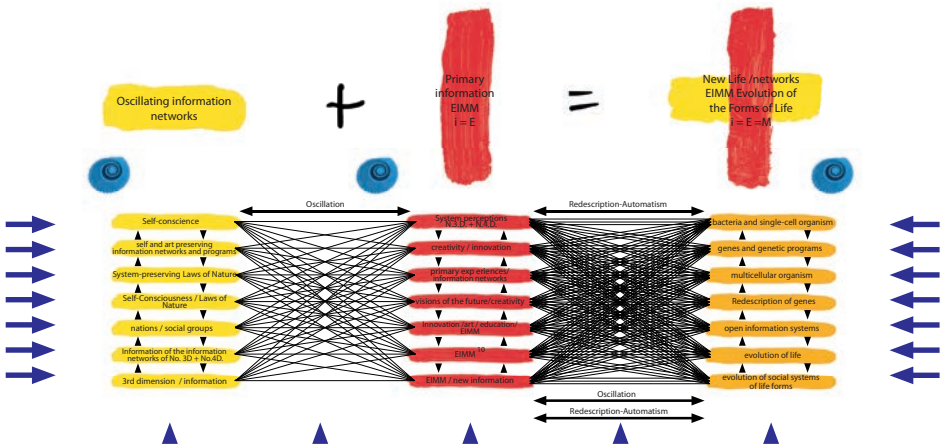 Oscillating information
networks
+
Primary
information
EIMM
i = E
=
New Life /networks
EIMM Evolution of
the Forms of Life
i = E =M
Oscillation
Redescription-Automatism
Self-conscience
self and art preserving
information networks and programs
System-preserving Laws of Nature
Self-Consciousness / Laws of
Nature
nations / social groups
Information of the information
networks of No. 3D + No.4D.
3rd dimension / information
System perceptions
N.3.D. + N,4.D.
creativity / innovation
primary exp eriences/
information networks
visions of the future/creativity
Innovation /art / education/
EIMM
EIMM 10
EIMM / new information
bacteria and single-cell organism
genes and genetic programs
multicellular organism
Redescription of genes
open information systems
evolution of life
evolution of social systems
of life forms
Oscillation
Redescription-Automatism